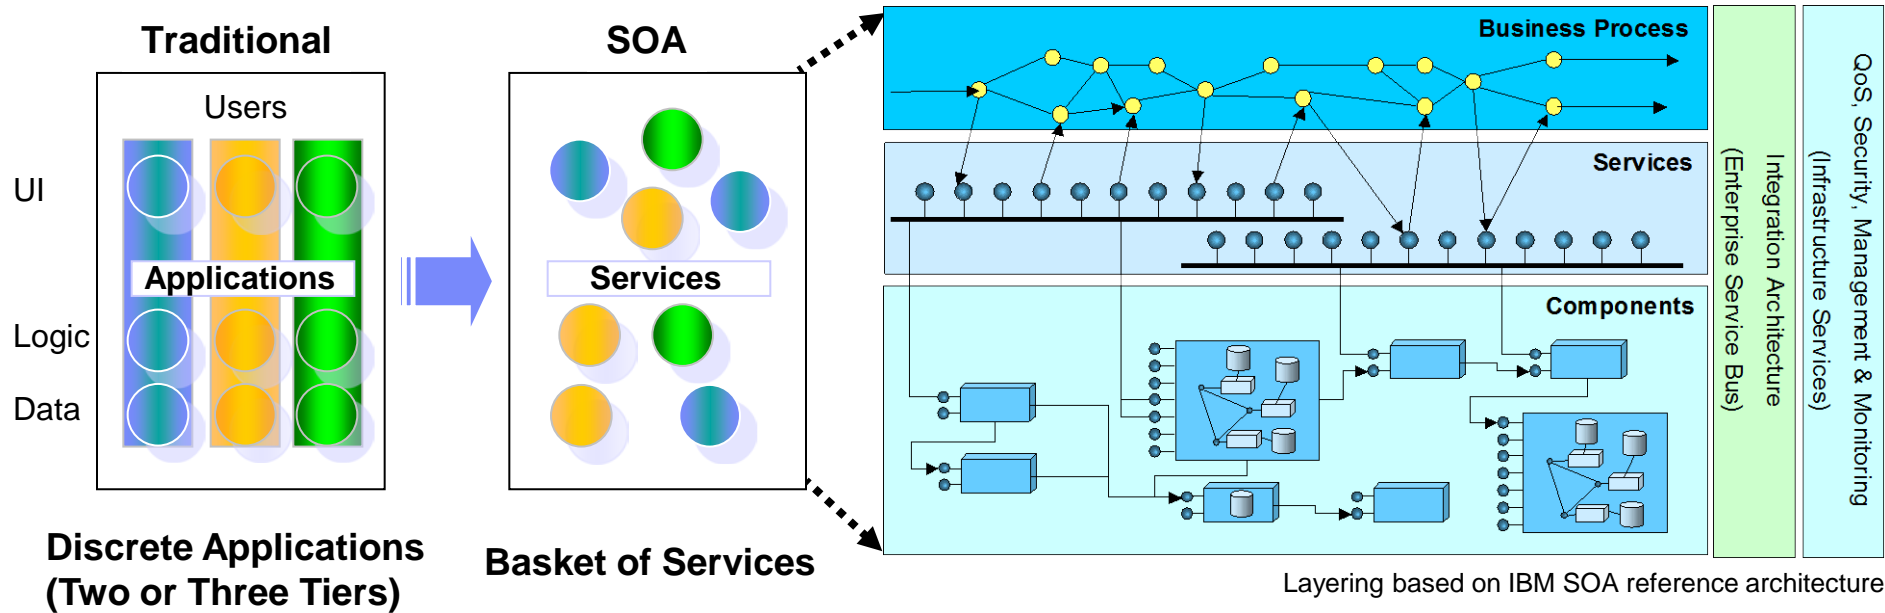 Traditional
Users
UI
Applications
Logic
Data
Discrete Applications
(Two or Three Tiers)
SOA
Services
Basket of Services
Business Process
Services
Components
Integration Architecture
(Enterprise Service Bus)
QoS, Security, Management & Monitoring
(Infrastructure Services)
Layering based on IBM SOA reference architecture